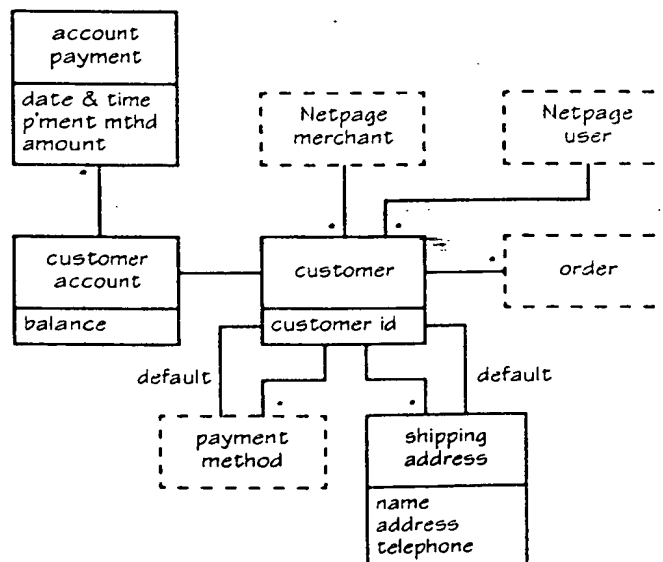 account
payment
date & time
p'ment mthd
amount
Netpage
merchant
Netpage
user
customer
account
balance
customer
customer id
order
default
default
payment
method
shipping
address
name
address
telephone